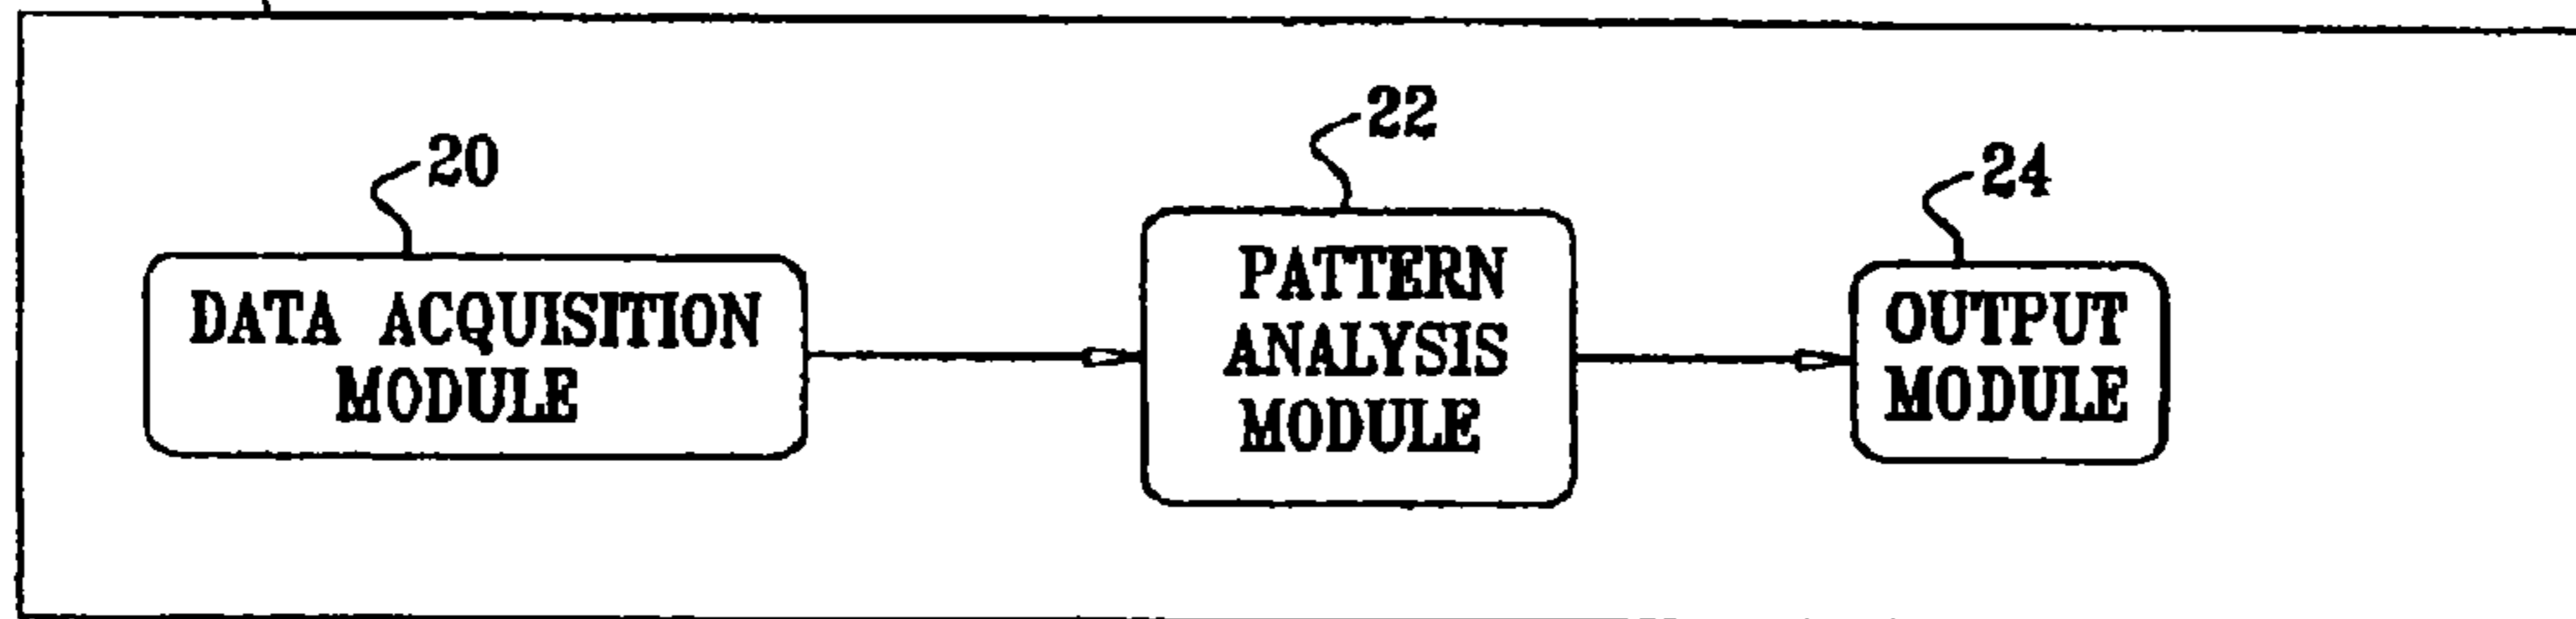 20
DATA ACQUISITION
MODULE
22
PATTERN
ANALYSIS
MODULE
24
OUTPUT
MODULE